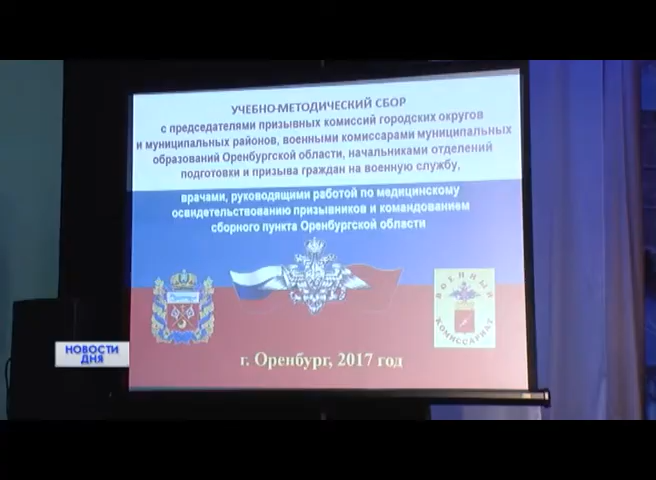 УЧЕБНО-МЕТОДИЧЕСКИЙ СБОР
с председателями призывных комиссий городских округов
и муниципальных районов, военными комиссарами муниципальных
образований Оренбургской области, начальниками отделений
подготовки и призыва граждан на военную службу,
врачами, руководящими работой по медицинскому
освидетельствованию призывников и командованием
сборного пункта Оренбургской области
ВОЕННЫЙ
КОМИССАРИАТ
г. Оренбург, 2017 год
НОВОСТИ
ДНЯ